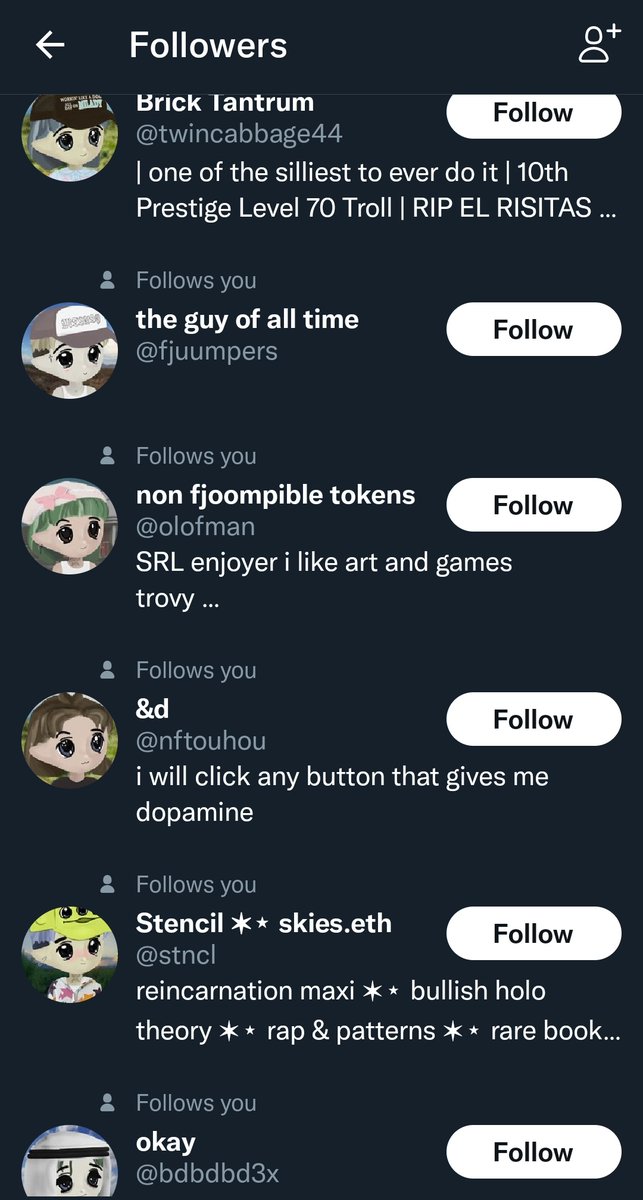 Followers
Brick Tantrum
Follow
@twincabbage44
| one of the silliest to ever do it | 10th
Prestige Level 70 Troll | RIP EL RISITAS ...
Follows you
the guy of all time
Follow
@fjuumpers
Follows you
non fjoompible tokens
Follow
@olofman
SRL enjoyer i like art and games
trovy ...
Follows you
&d
Follow
@nftouhou
i will click any button that gives me
dopamine
Follows you
Stencil ✶⋆ skies.eth
Follow
@stncl
reincarnation maxi ✶⋆ bullish holo
theory ✶⋆ rap & patterns ✶⋆ rare book...
Follows you
okay
Follow
@bdbdbd3x